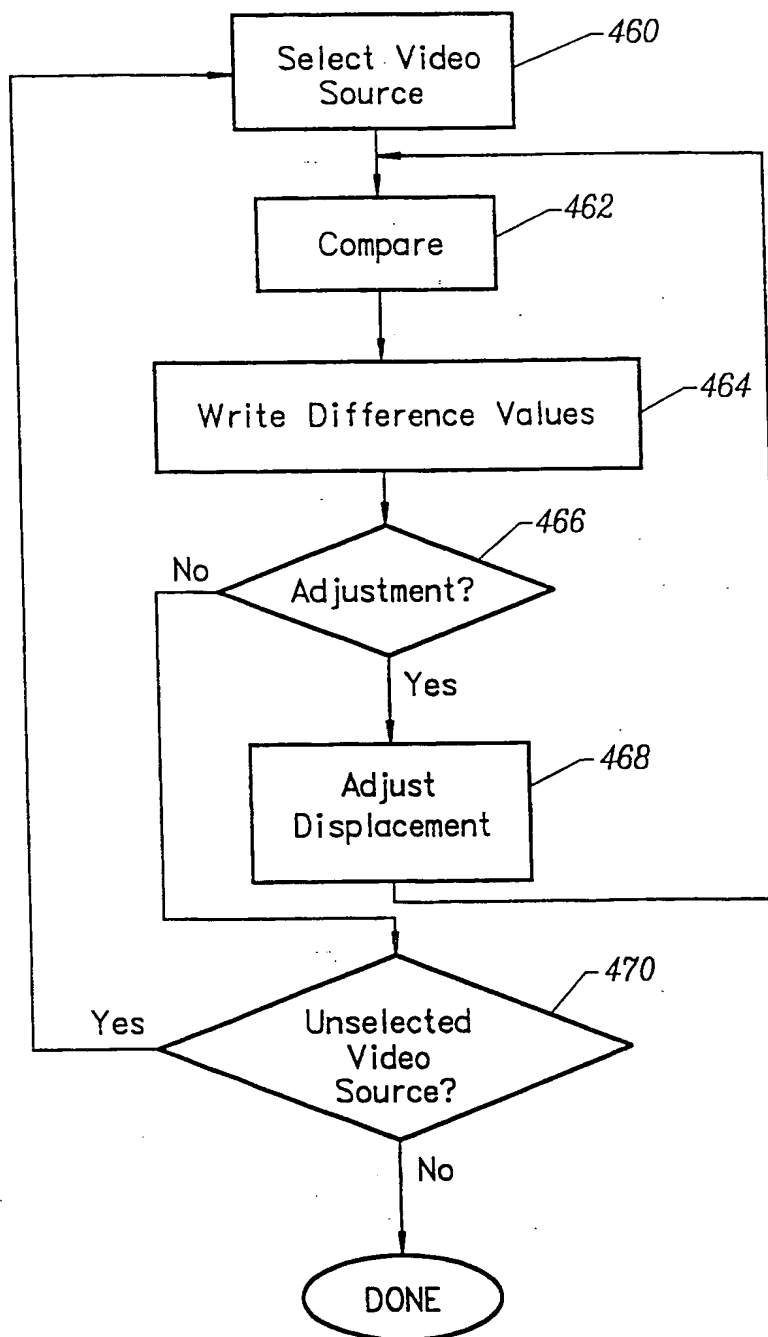 Select Video
Source
460
Compare
462
Write Difference Values
464
Adjustment?
466
No
Yes
Adjust
Displacement
468
Unselected
Video
Source?
470
Yes
No
DONE